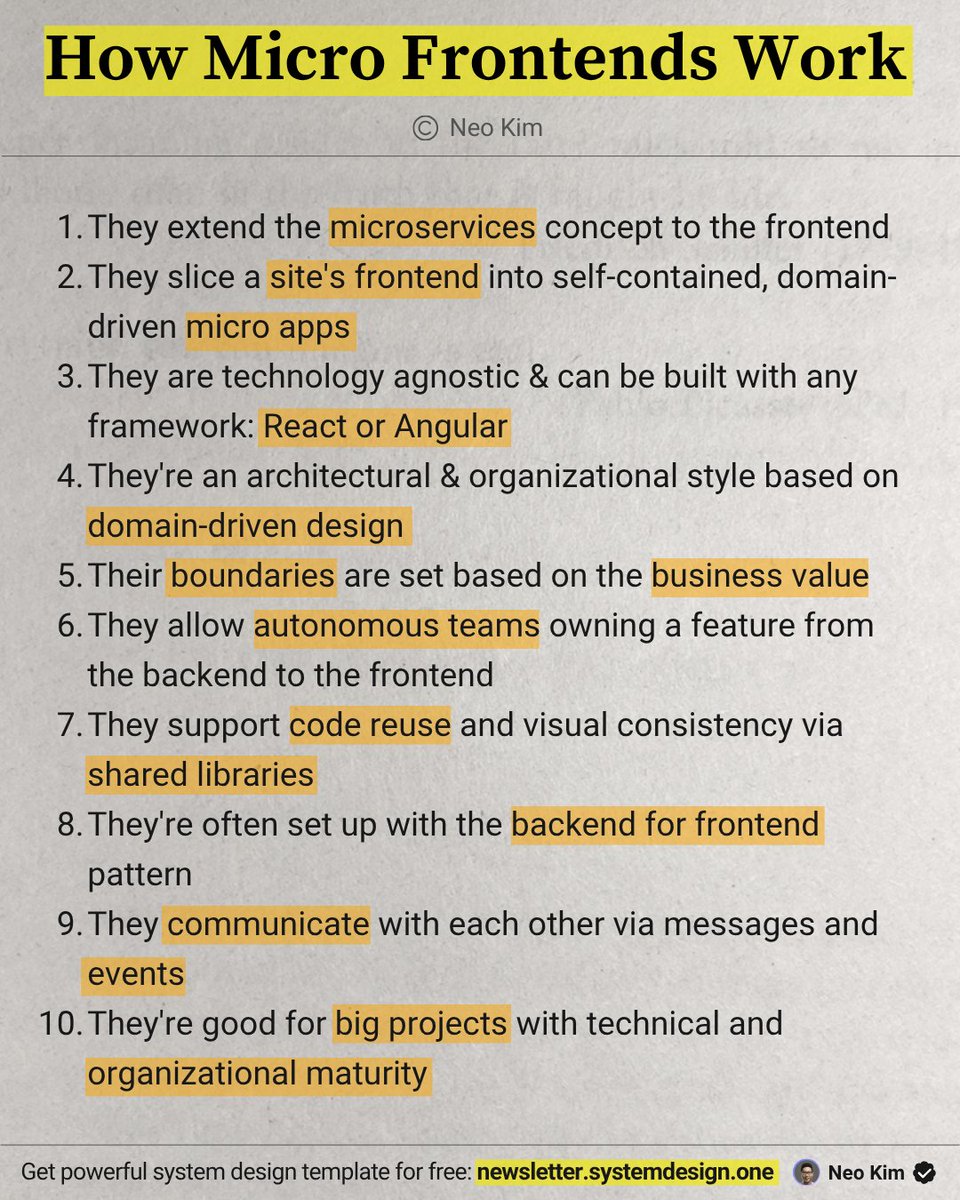 How Micro Frontends Work
© Neo Kim
1. They extend the microservices concept to the frontend
2. They slice a site's frontend into self-contained, domain-
driven micro apps
3. They are technology agnostic & can be built with any
framework: React or Angular
4. They're an architectural & organizational style based on
domain-driven design
5. Their boundaries are set based on the business value
6. They allow autonomous teams owning a feature from
the backend to the frontend
7. They support code reuse and visual consistency via
shared libraries
8. They're often set up with the backend for frontend
pattern
9. They communicate with each other via messages and
events
10. They're good for big projects with technical and
organizational maturity
Get powerful system design template for free: newsletter.systemdesign.one Neo Kim